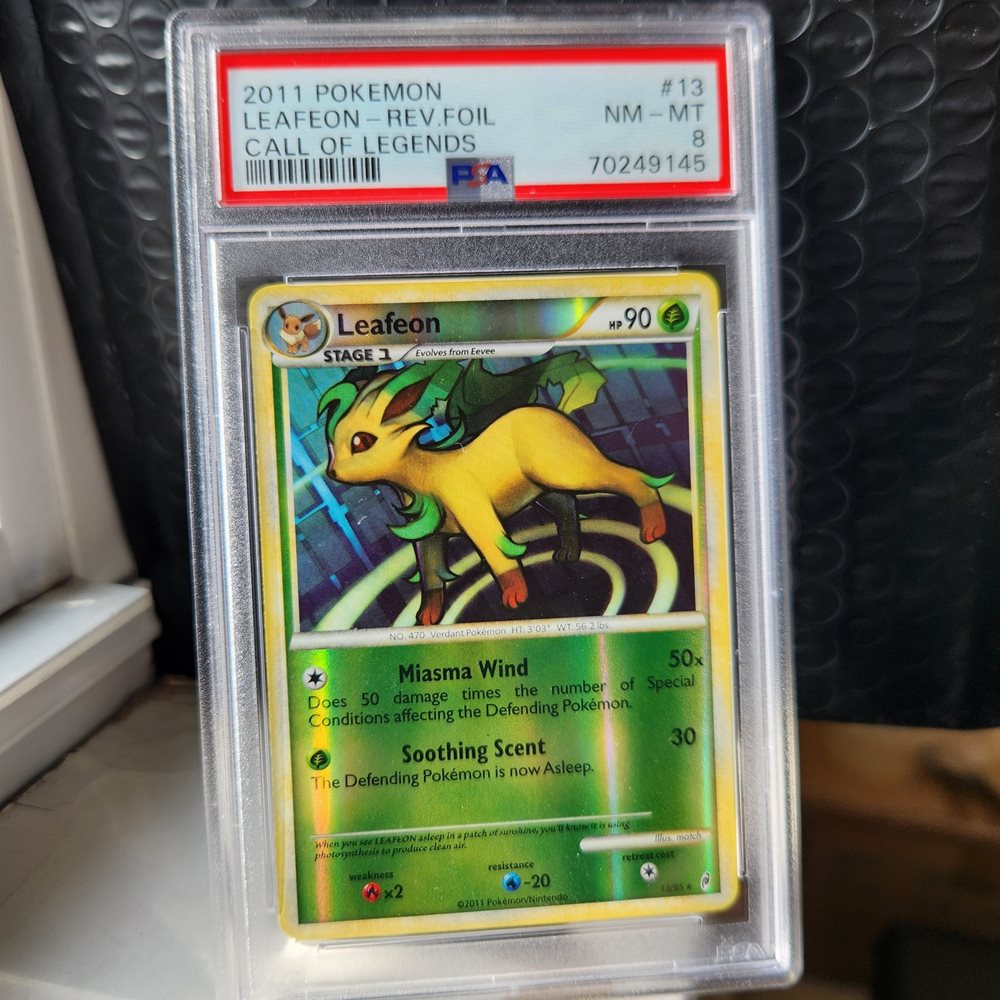 2011 POKEMON #13
LEAFEON - REV.FOIL NM - MT
CALL OF LEGENDS 8
PSA 70249145
Leafeon HP 90
STAGE 1 Evolves from Eevee
NO. 470 Verdant Pokémon HT: 3'03" WT: 56.2 lbs.
Miasma Wind 50x
Does 50 damage times the number of Special
Conditions affecting the Defending Pokémon.
Soothing Scent 30
The Defending Pokémon is now Asleep.
When you see LEAFEON asleep in a patch of sunshine, you'll know it is using
photosynthesis to produce clean air.
Illus. match
weakness resistance retreat cost
x2 -20
13/95
©2011 Pokémon/Nintendo